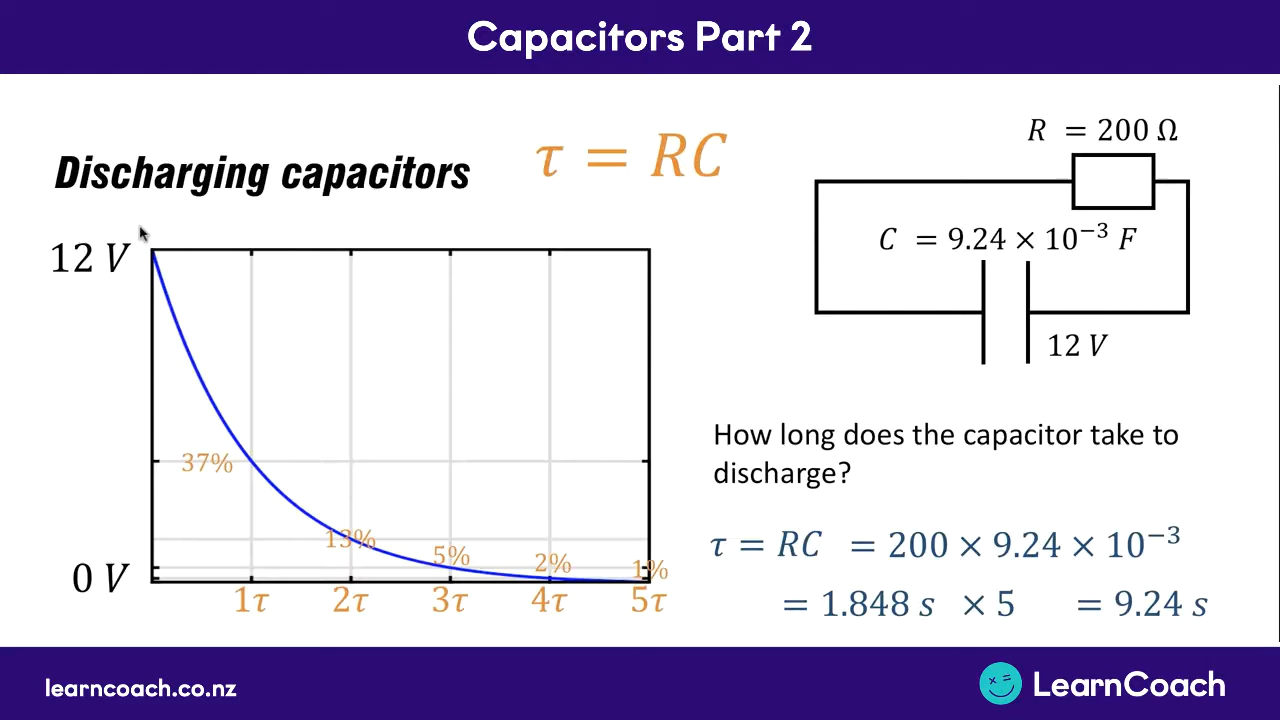 Capacitors Part 2
Discharging capacitors
τ = RC
R = 200 Ω
C = 9.24 × 10⁻³ F
12 V
12 V
37%
13%
5%
2%
1%
0 V
1τ 2τ 3τ 4τ 5τ
How long does the capacitor take to
discharge?
τ = RC = 200 × 9.24 × 10⁻³
= 1.848 s × 5 = 9.24 s
learncoach.co.nz
LearnCoach